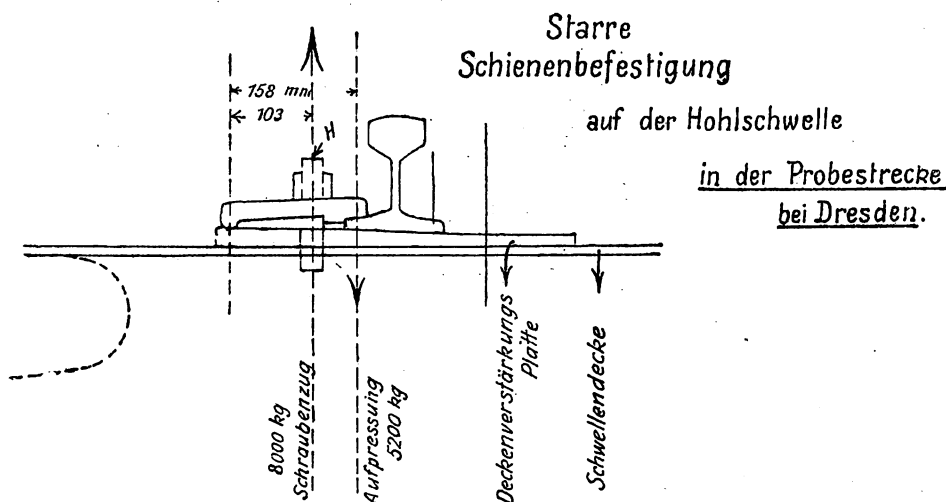 Starre
Schienenbefestigung
auf der Hohlschwelle
in der Probestrecke
bei Dresden.
158 mm
103
H
8000 kg
Schraubenzug
Aufpressung
5200 kg
Deckenverstärkungs
Platte
Schwellendecke